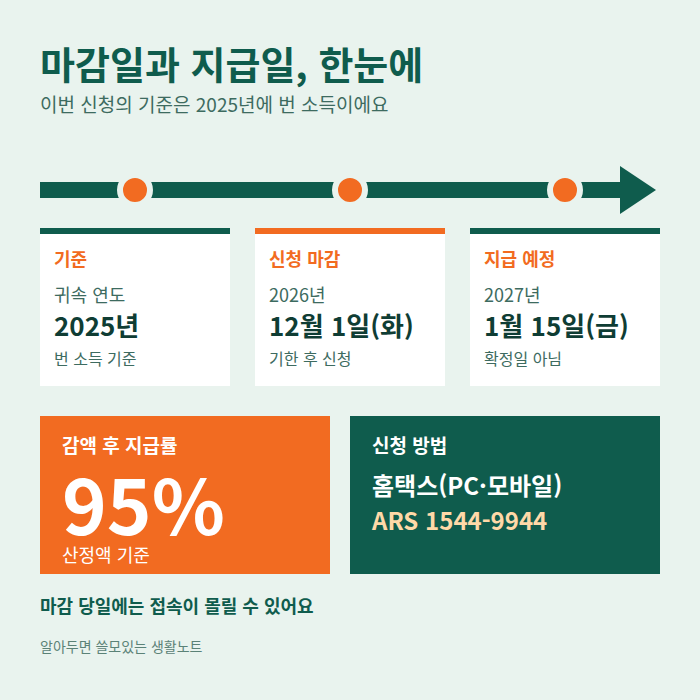 마감일과 지급일, 한눈에
이번 신청의 기준은 2025년에 번 소득이에요
기준
귀속 연도
2025년
번 소득 기준
신청 마감
2026년
12월 1일(화)
기한 후 신청
지급 예정
2027년
1월 15일(금)
확정일 아님
감액 후 지급률
95%
산정액 기준
신청 방법
홈택스(PC·모바일)
ARS 1544-9944
마감 당일에는 접속이 몰릴 수 있어요
알아두면 쓸모있는 생활노트